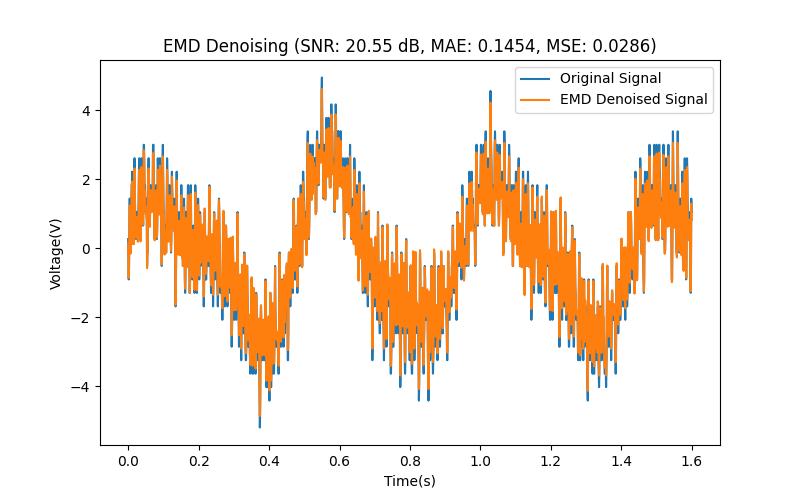 EMD Denoising (SNR: 20.55 dB, MAE: 0.1454, MSE: 0.0286)
Original Signal
EMD Denoised Signal
Voltage(V)
4
2
0
−2
−4
0.0 0.2 0.4 0.6 0.8 1.0 1.2 1.4 1.6
Time(s)